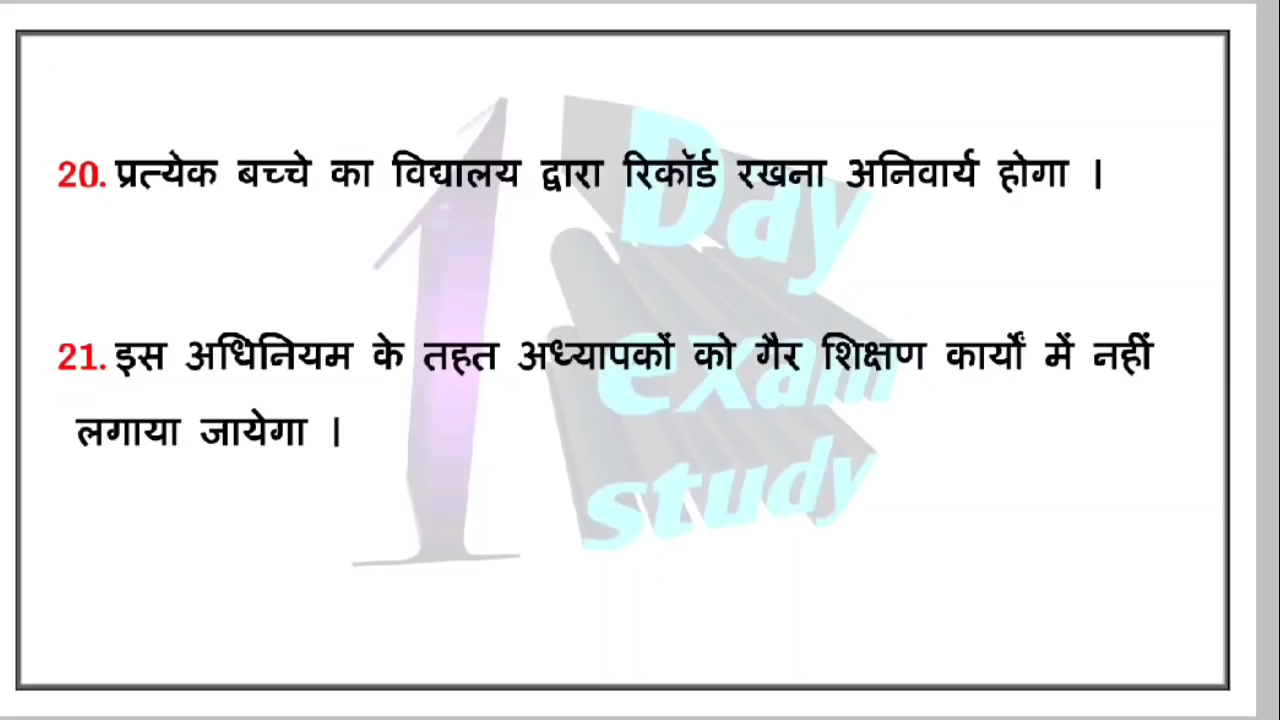 1 Day
exam
study
20. प्रत्येक बच्चे का विद्यालय द्वारा रिकॉर्ड रखना अनिवार्य होगा ।
21. इस अधिनियम के तहत अध्यापकों को गैर शिक्षण कार्यों में नहीं
लगाया जायेगा ।